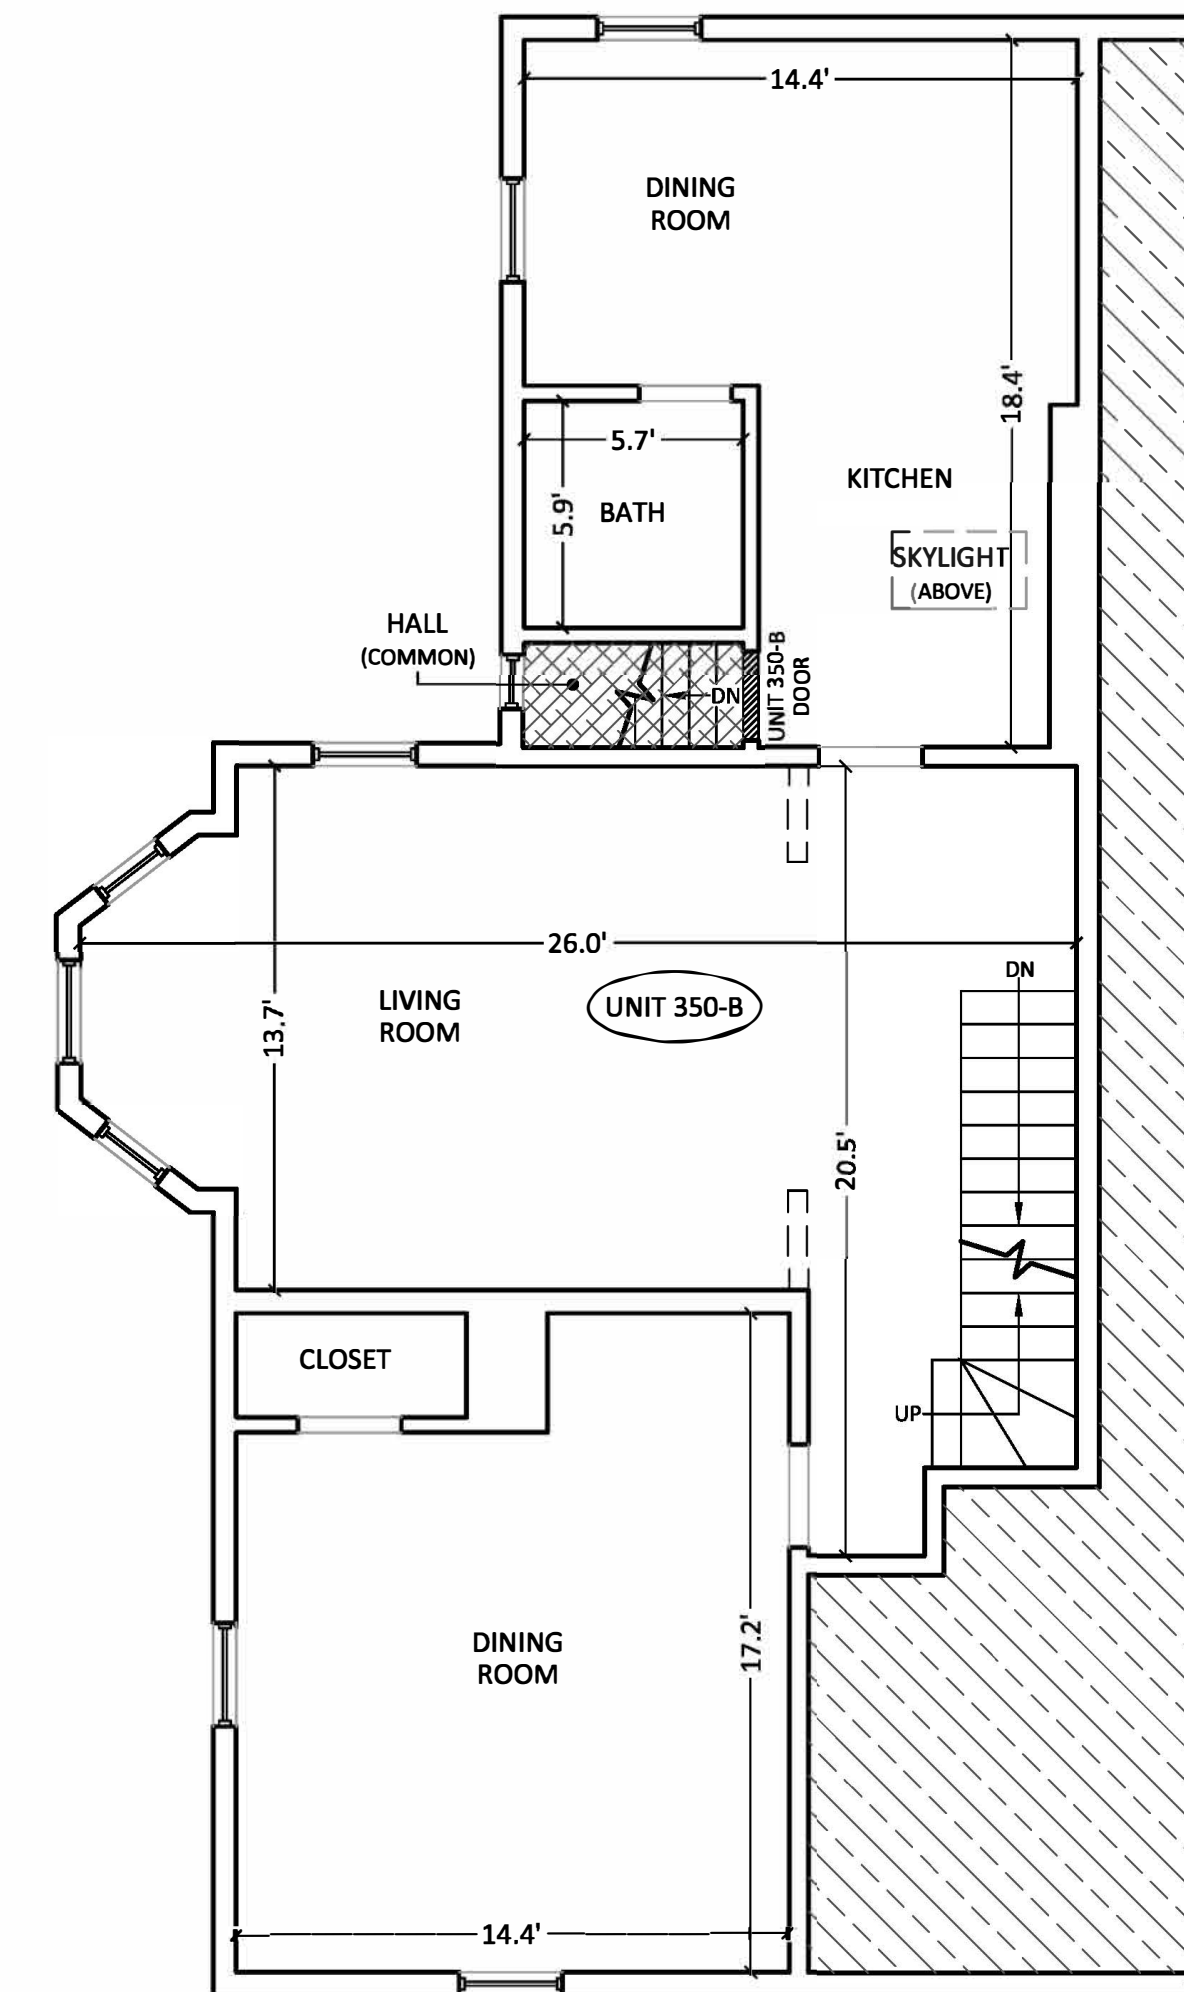 14.4'
DINING
ROOM
18.4'
5.7'
KITCHEN
5.9'
BATH
SKYLIGHT
(ABOVE)
HALL
(COMMON)
UNIT 350-B
DOOR
DN
26.0'
DN
LIVING
ROOM
UNIT 350-B
13.7'
20.5'
CLOSET
UP
DINING
ROOM
17.2'
14.4'